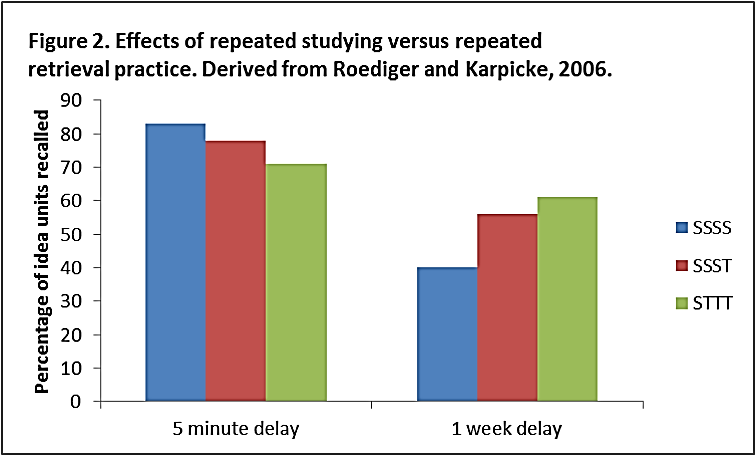 Figure 2. Effects of repeated studying versus repeated
retrieval practice. Derived from Roediger and Karpicke, 2006.
Percentage of idea units recalled
90
80
70
60
50
40
30
20
10
0
5 minute delay
1 week delay
SSSS
SSST
STTT